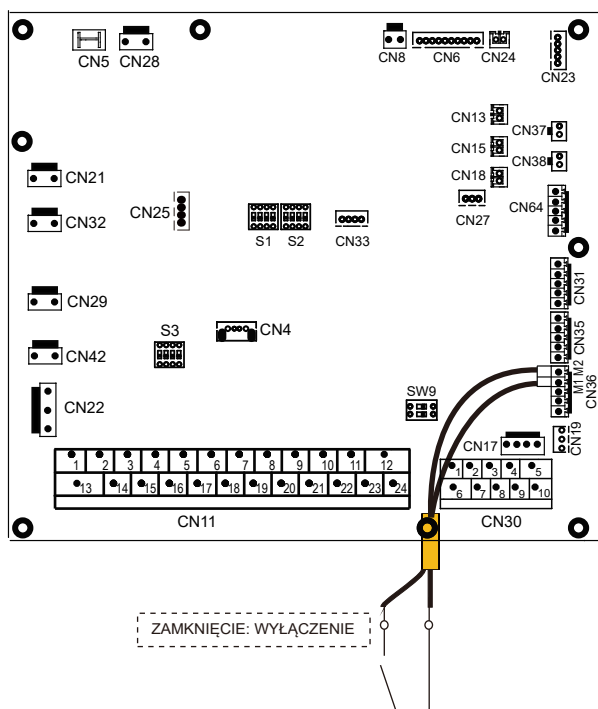 CN5
CN28
CN8
CN6
CN24
CN23
CN13
CN37
CN15
CN38
CN18
CN21
CN32
CN25
S1
S2
CN33
CN27
CN64
CN31
CN29
CN35
S3
CN4
CN42
M1 M2
CN36
CN22
SW9
CN17
CN19
1 2 3 4 5 6 7 8 9 10 11 12
13 14 15 16 17 18 19 20 21 22 23 24
CN11
1 2 3 4 5
6 7 8 9 10
CN30
ZAMKNIĘCIE: WYŁĄCZENIE